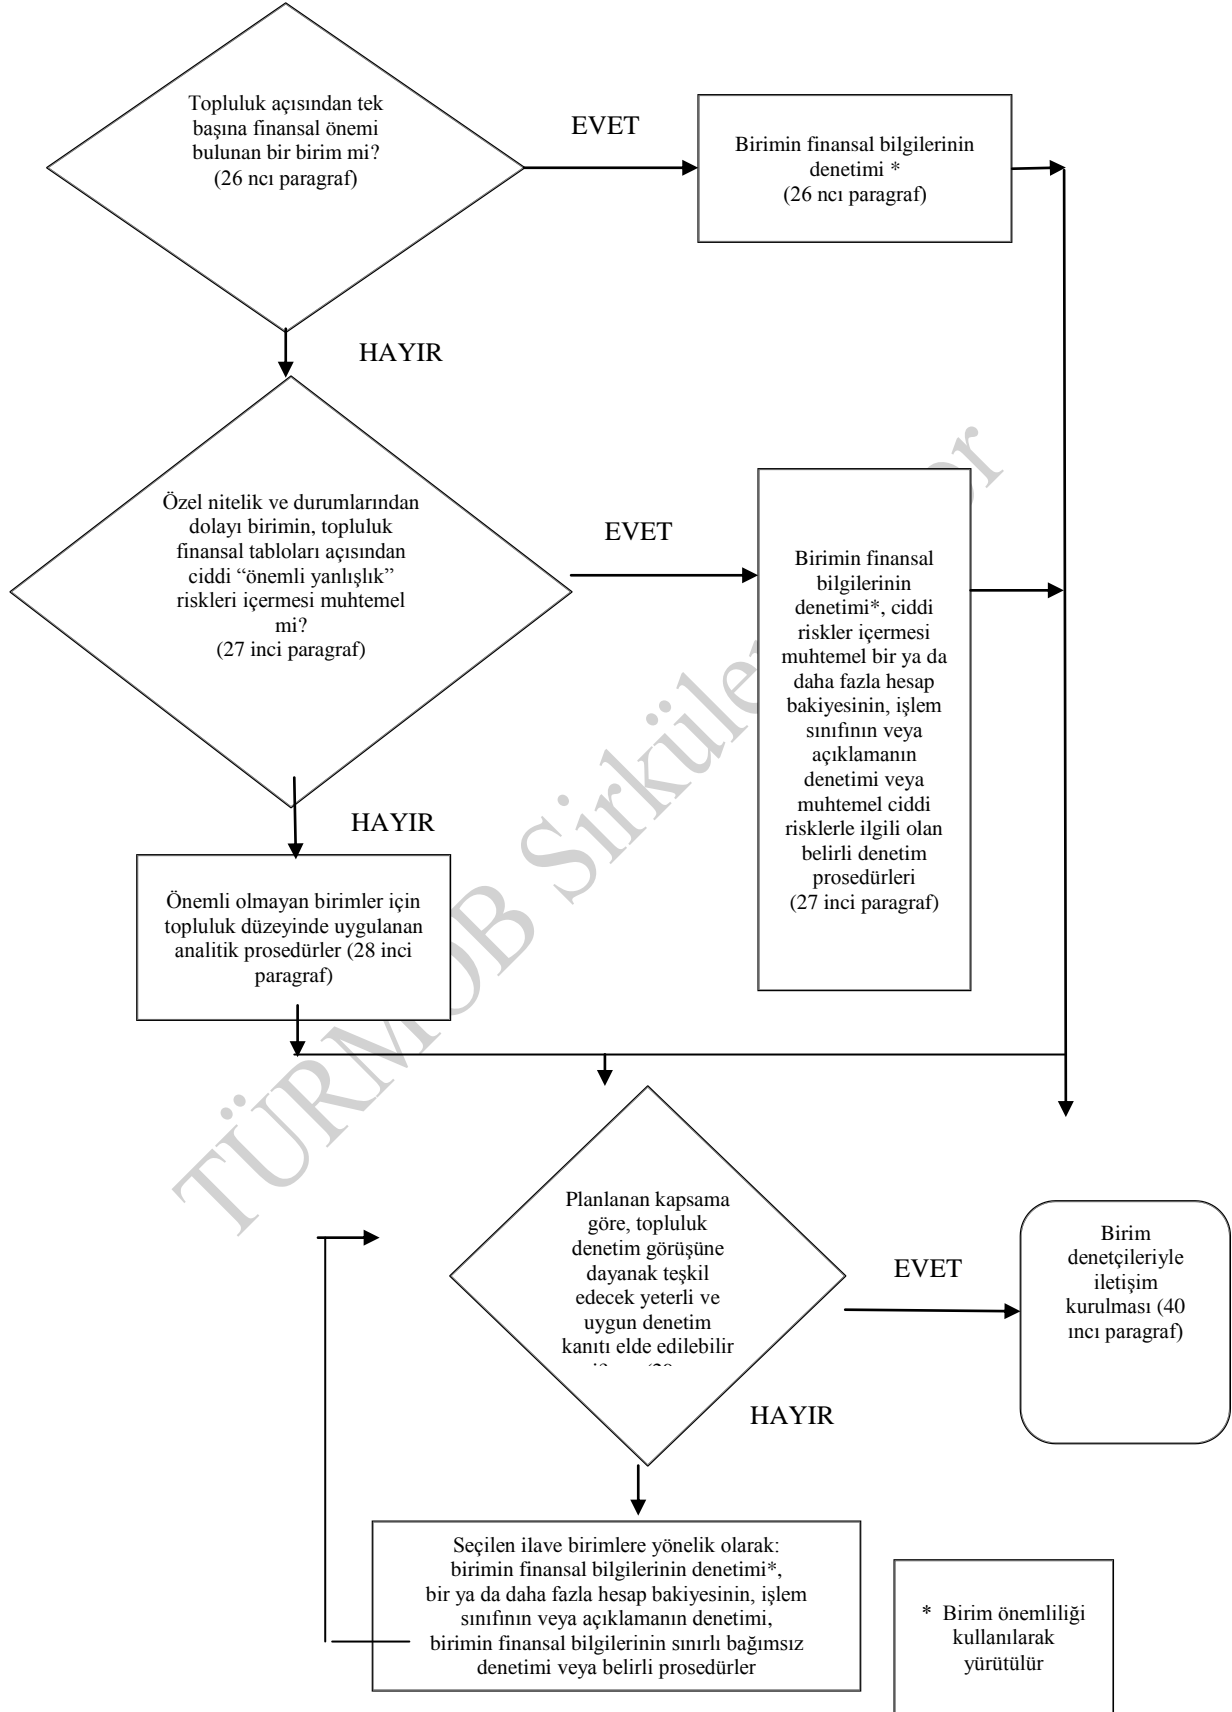 Topluluk açısından tek
başına finansal önemi
bulunan bir birim mi?
(26 ncı paragraf)
EVET
Birimin finansal bilgilerinin
denetimi *
(26 ncı paragraf)
HAYIR
Özel nitelik ve durumlarından
dolayı birimin, topluluk
finansal tabloları açısından
ciddi “önemli yanlışlık”
riskleri içermesi muhtemel
mi?
(27 inci paragraf)
EVET
Birimin finansal
bilgilerinin
denetimi*, ciddi
riskler içermesi
muhtemel bir ya da
daha fazla hesap
bakiyesinin, işlem
sınıfının veya
açıklamanın
denetimi veya
muhtemel ciddi
risklerle ilgili olan
belirli denetim
prosedürleri
(27 inci paragraf)
HAYIR
Önemli olmayan birimler için
topluluk düzeyinde uygulanan
analitik prosedürler (28 inci
paragraf)
TÜRMOB
Planlanan kapsama
göre, topluluk
denetim görüşüne
dayanak teşkil
edecek yeterli ve
uygun denetim
kanıtı elde edilebilir
EVET
Birim
denetçileriyle
iletişim
kurulması (40
ıncı paragraf)
HAYIR
Seçilen ilave birimlere yönelik olarak:
birimin finansal bilgilerinin denetimi*,
bir ya da daha fazla hesap bakiyesinin, işlem
sınıfının veya açıklamanın denetimi,
birimin finansal bilgilerinin sınırlı bağımsız
denetimi veya belirli prosedürler
* Birim önemliliği
kullanılarak
yürütülür